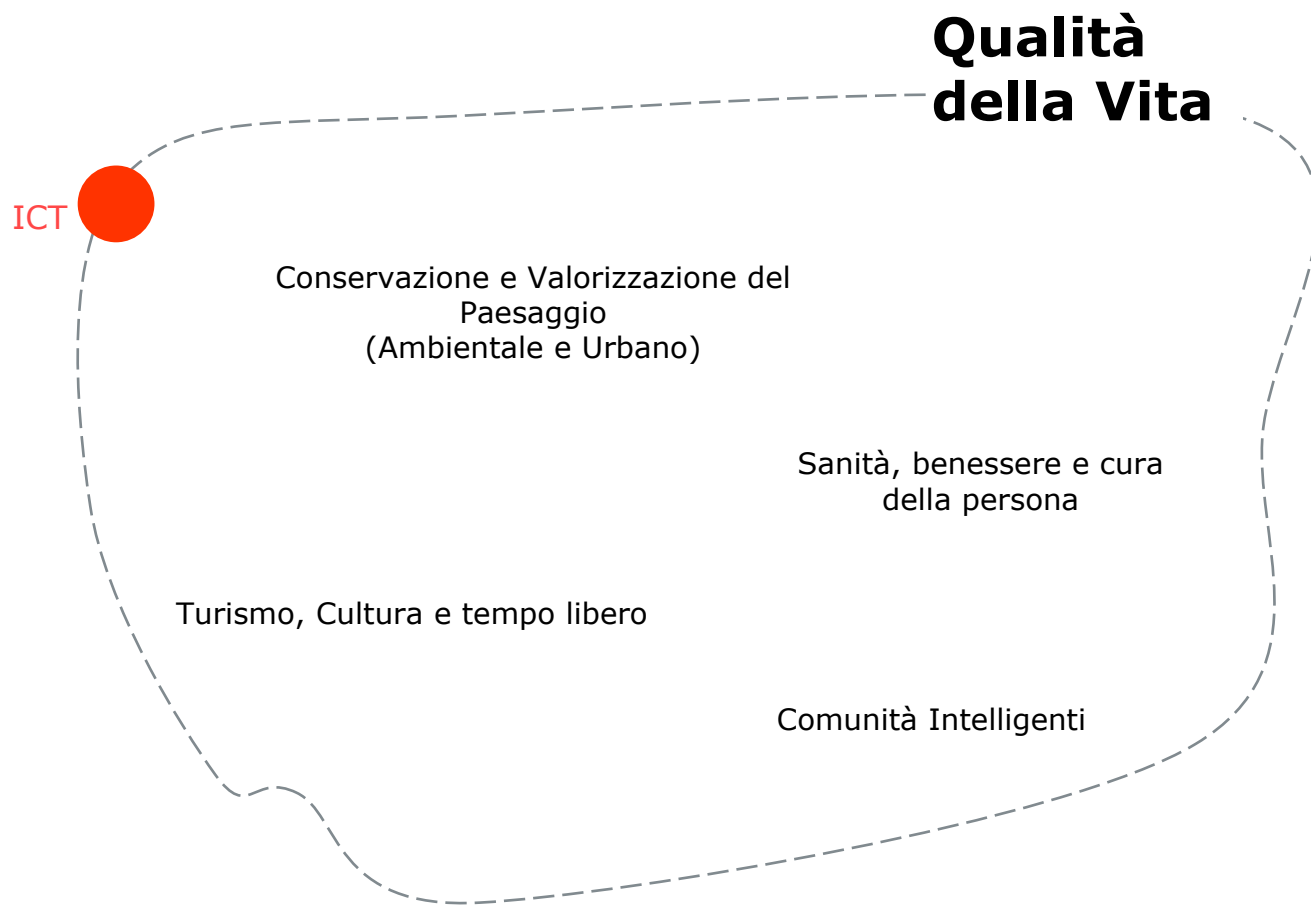 Qualità
della Vita
ICT
Conservazione e Valorizzazione del
Paesaggio
(Ambientale e Urbano)
Sanità, benessere e cura
della persona
Turismo, Cultura e tempo libero
Comunità Intelligenti